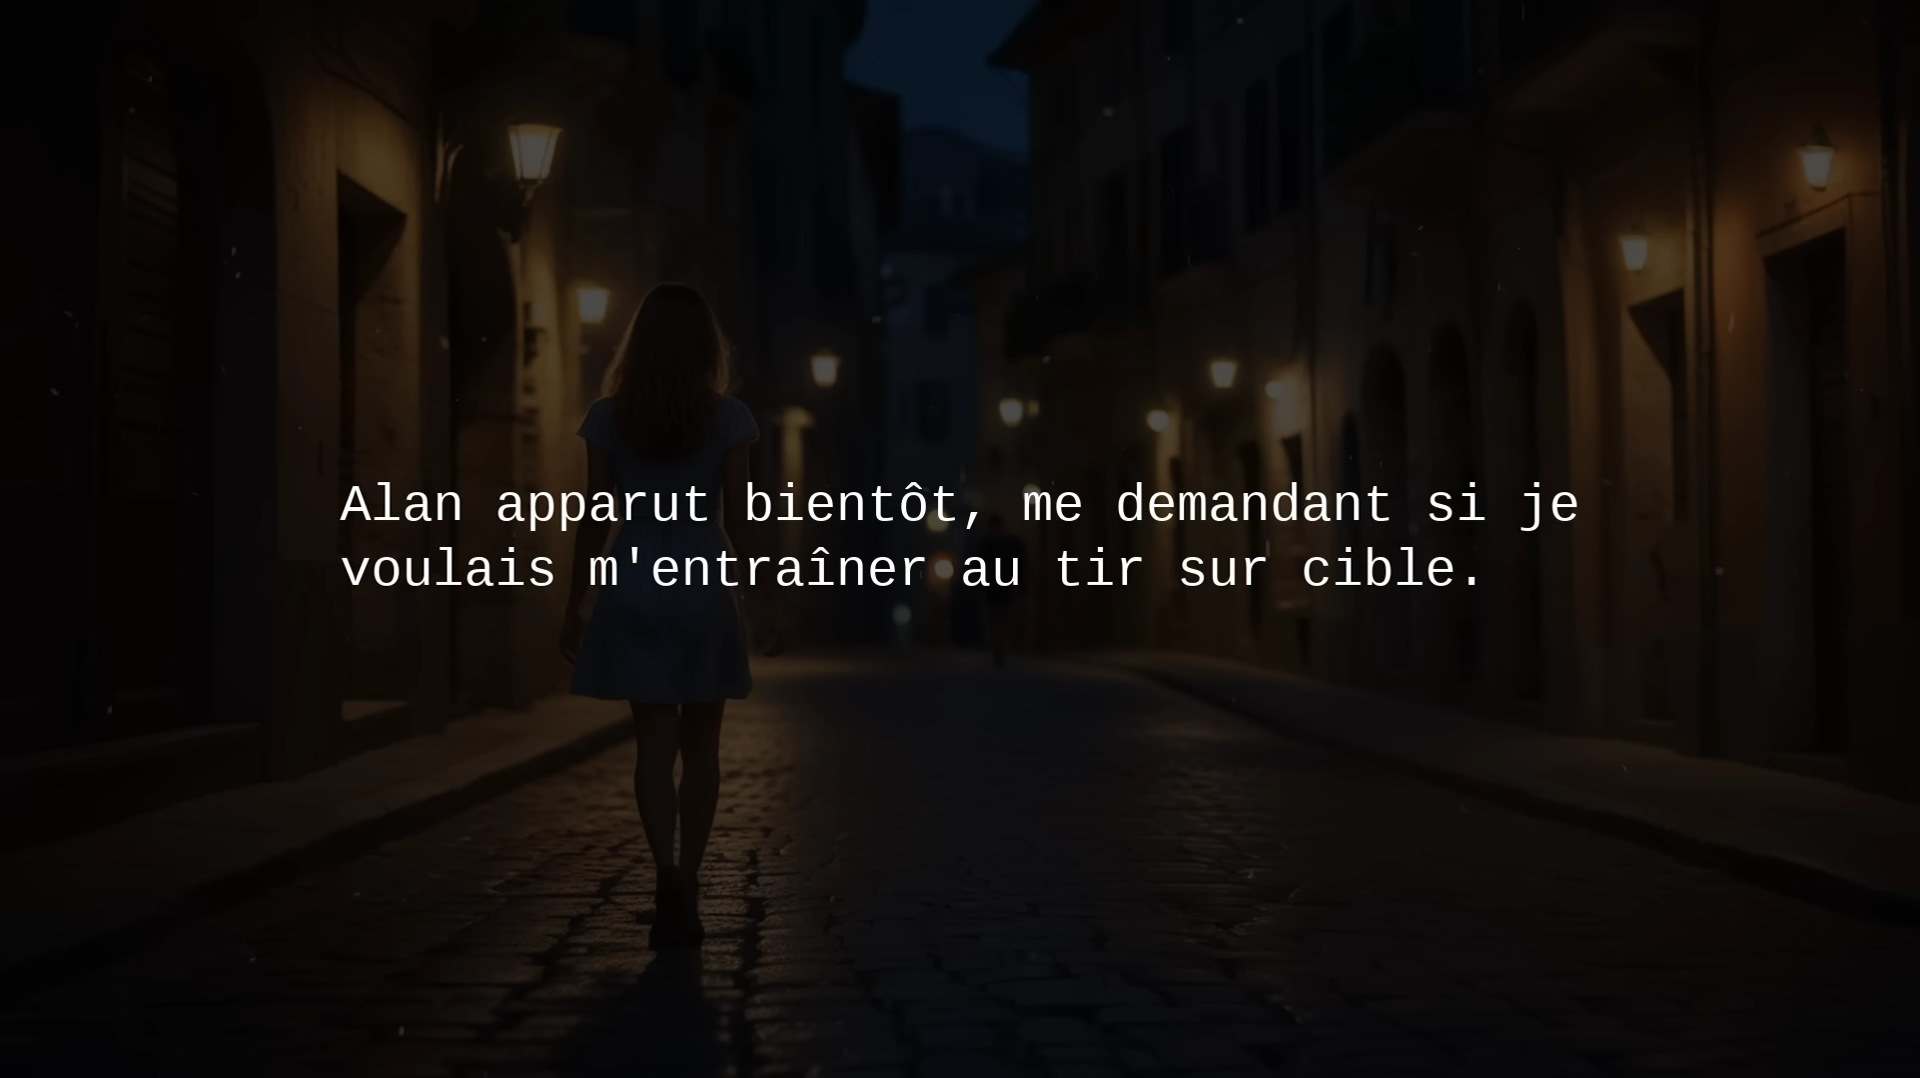 Alan apparut bientôt, me demandant si je
voulais m'entraîner au tir sur cible.